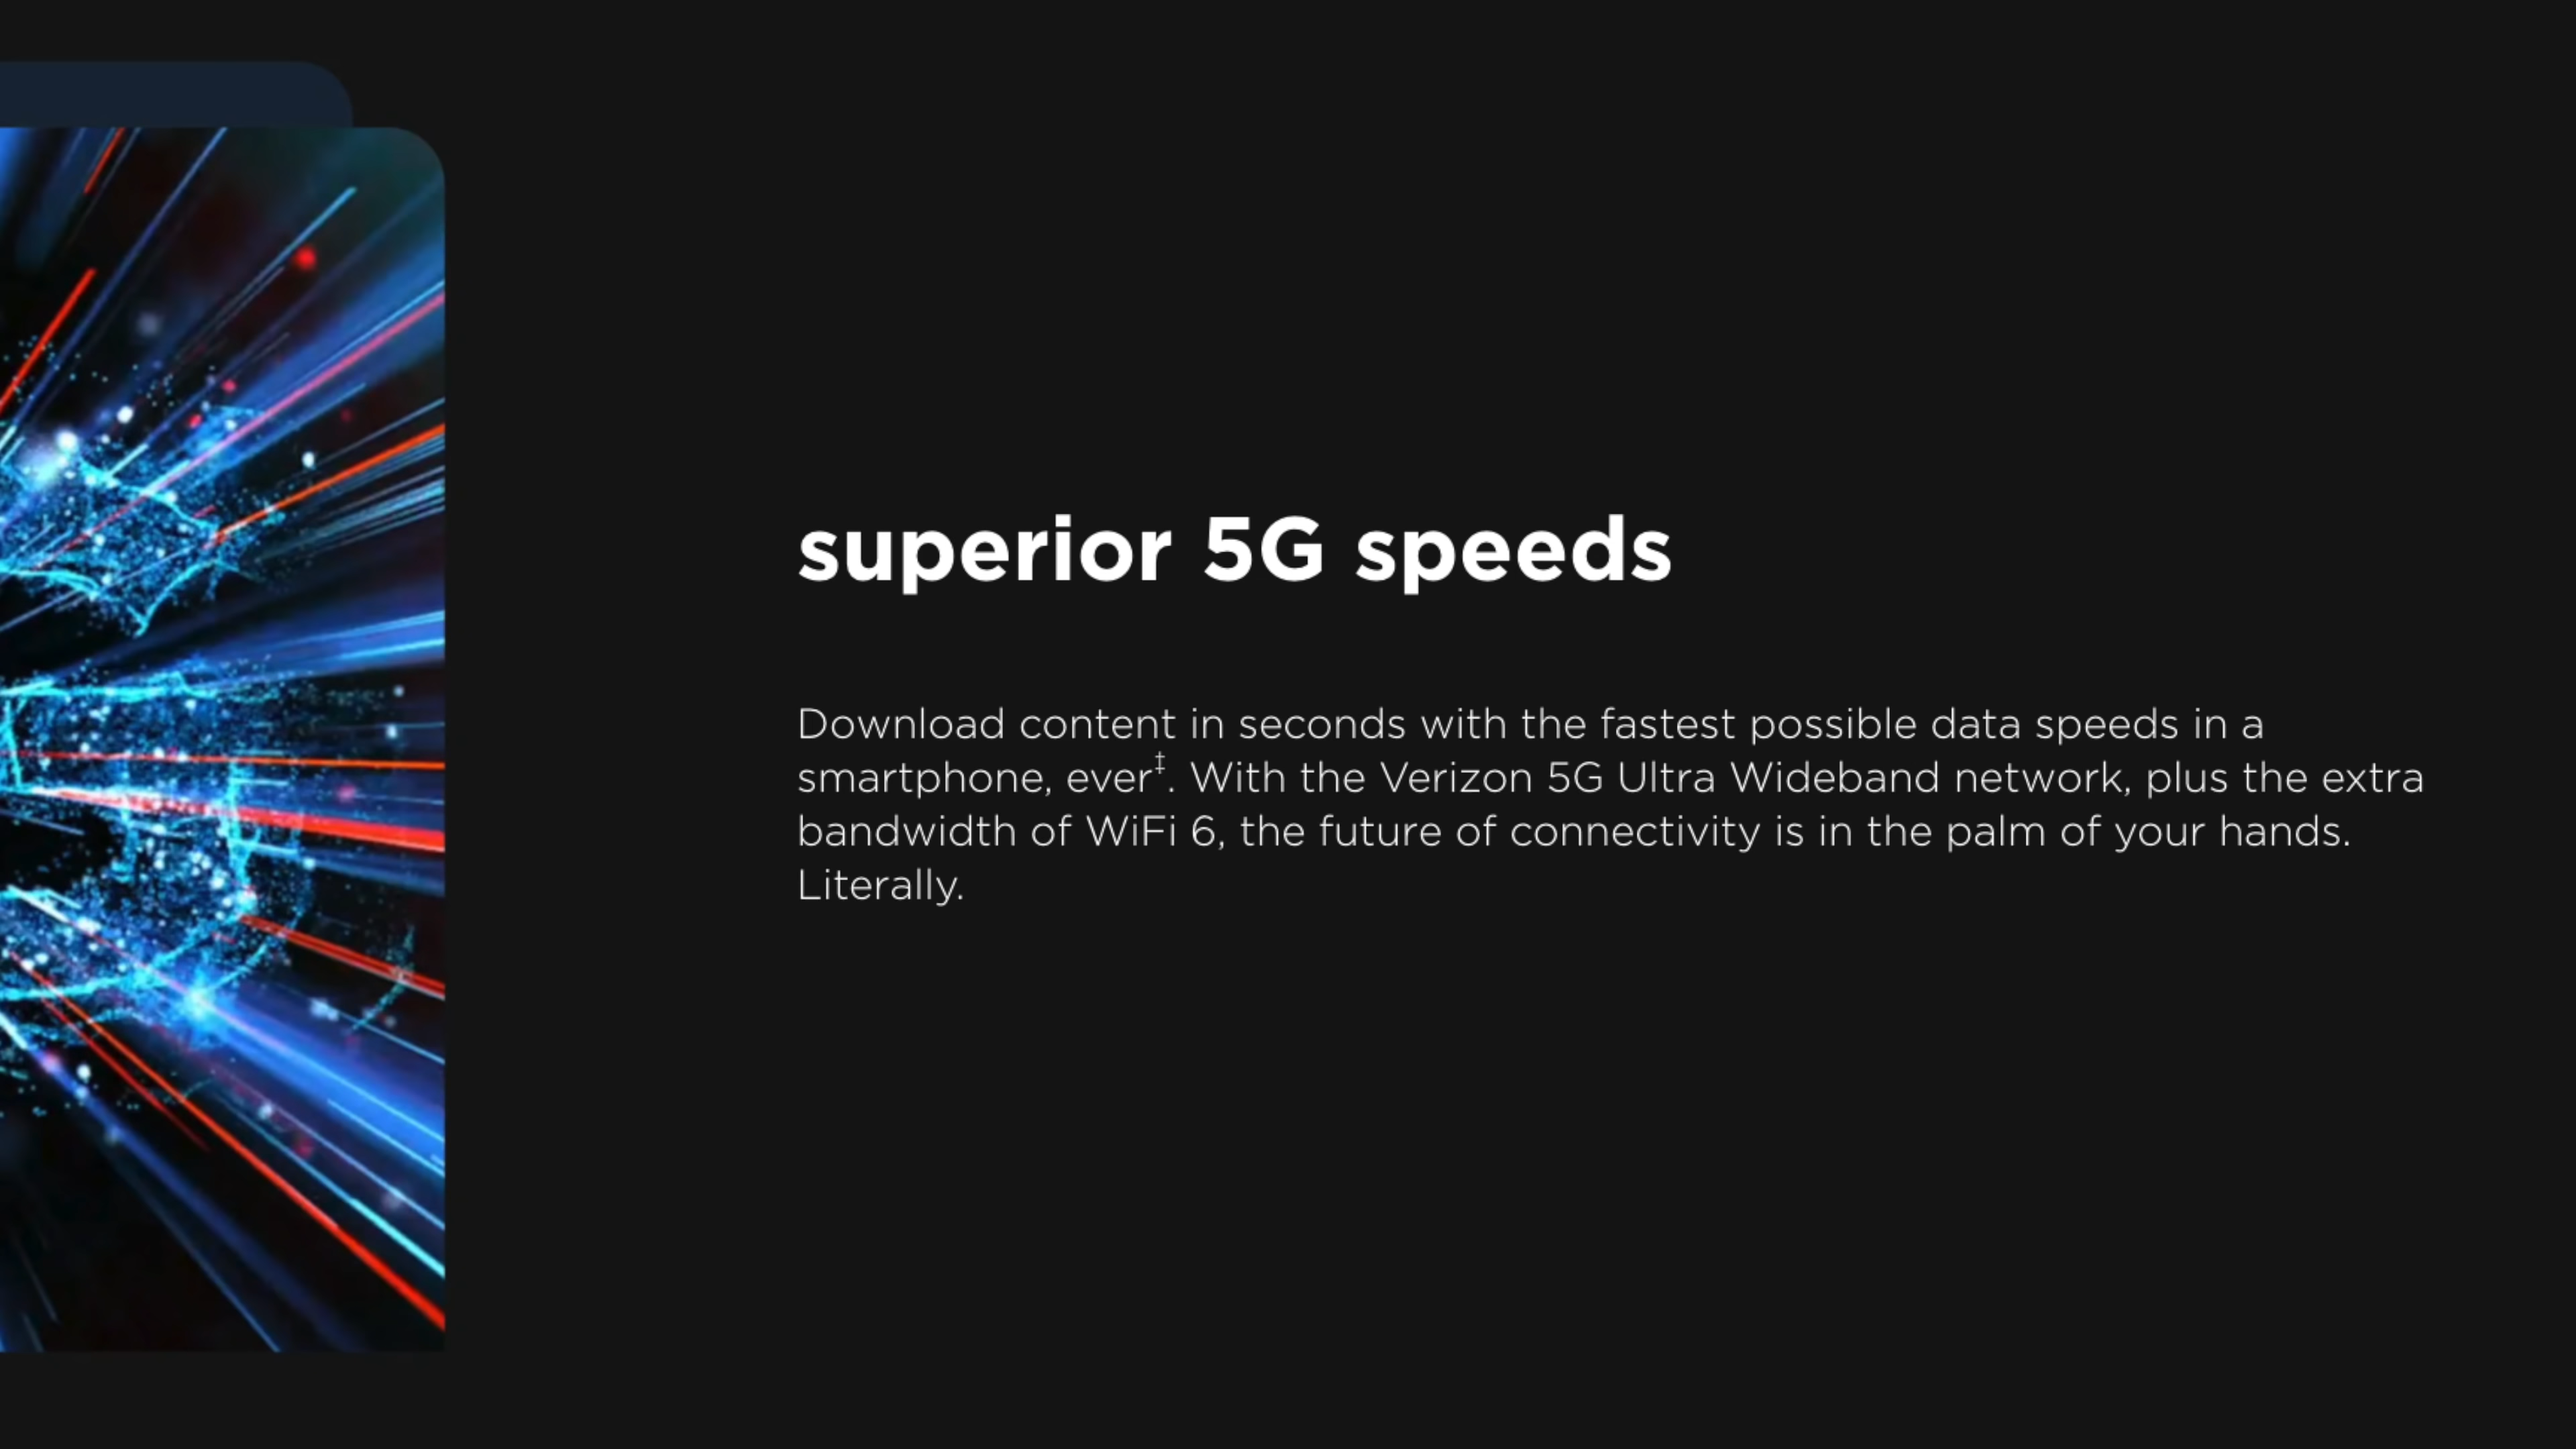 superior 5G speeds
Download content in seconds with the fastest possible data speeds in a
smartphone, ever‡. With the Verizon 5G Ultra Wideband network, plus the extra
bandwidth of WiFi 6, the future of connectivity is in the palm of your hands.
Literally.